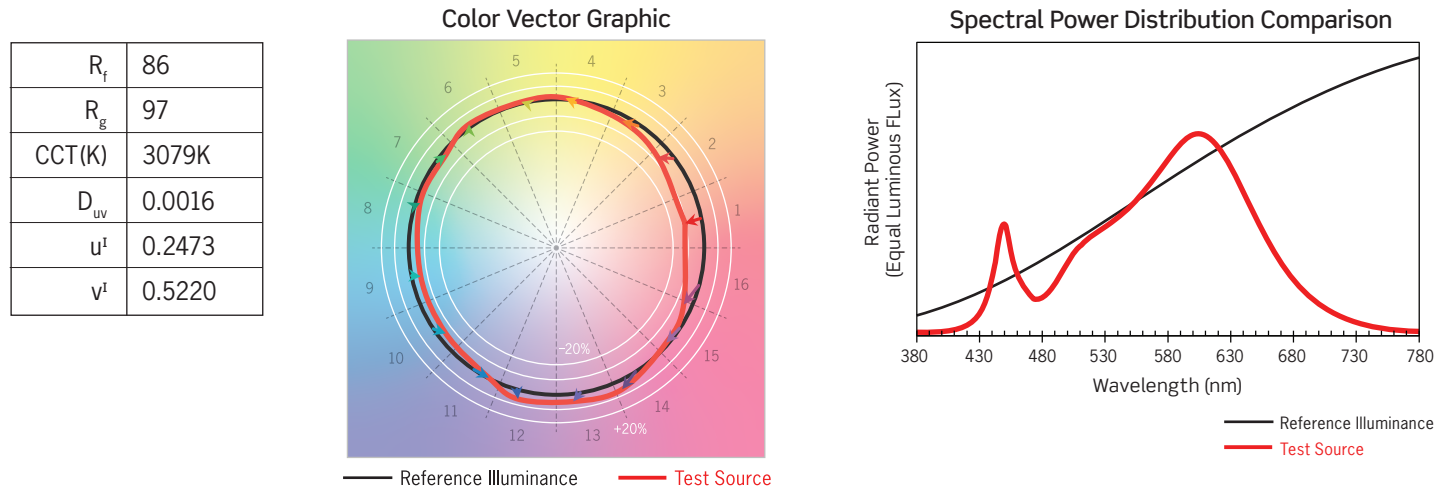 Color Vector Graphic
Spectral Power Distribution Comparison
Rf 86
Rg 97
CCT(K) 3079K
Duv 0.0016
uI 0.2473
vI 0.5220
5 4
6 3
7 2
8 1
9 16
10 15
11 14
12 13
−20%
+20%
Reference Illuminance Test Source
Radiant Power
(Equal Luminous FLux)
380 430 480 530 580 630 680 730 780
Wavelength (nm)
Reference Illuminance
Test Source